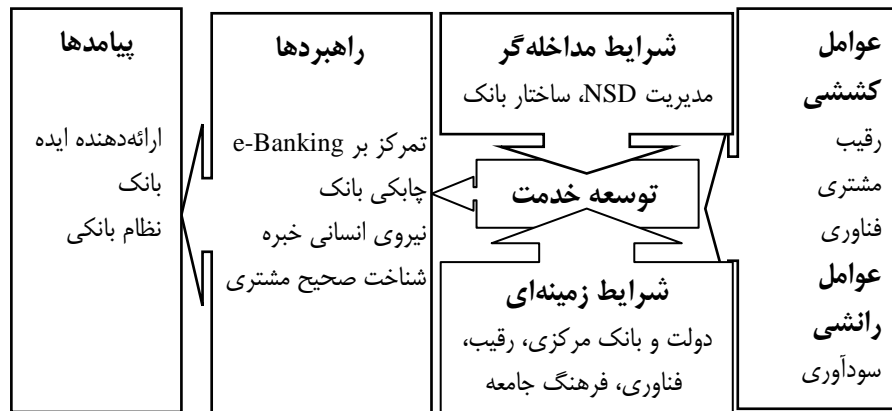 عوامل
کششی
رقیب
مشتری
فناوری
عوامل
رانشی
سودآوری
شرایط مداخله‌گر
مدیریت NSD، ساختار بانک
توسعه خدمت
شرایط زمینه‌ای
دولت و بانک مرکزی، رقیب،
فناوری، فرهنگ جامعه
راهبردها
تمرکز بر e-Banking
چابکی بانک
نیروی انسانی خبره
شناخت صحیح مشتری
پیامدها
ارائه‌دهنده ایده
بانک
نظام بانکی